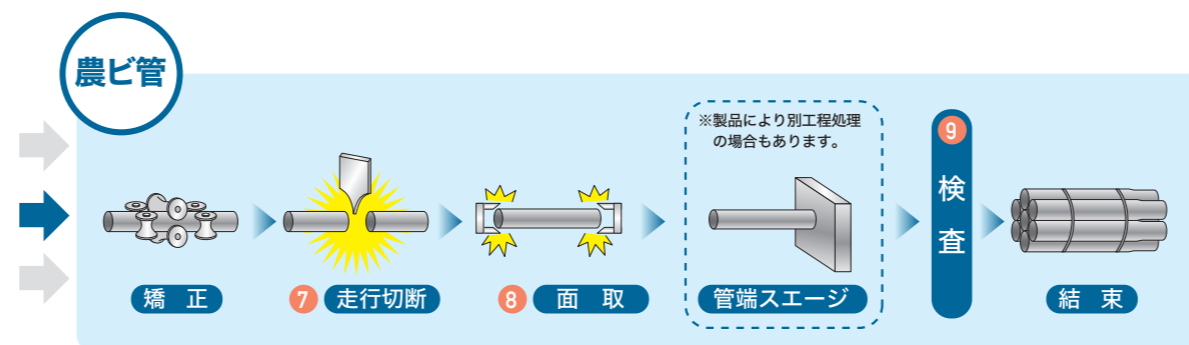 農ビ管
※製品により別工程処理
の場合もあります。
矯 正
7 走行切断
8 面 取
管端スエージ
9
検査
結 束